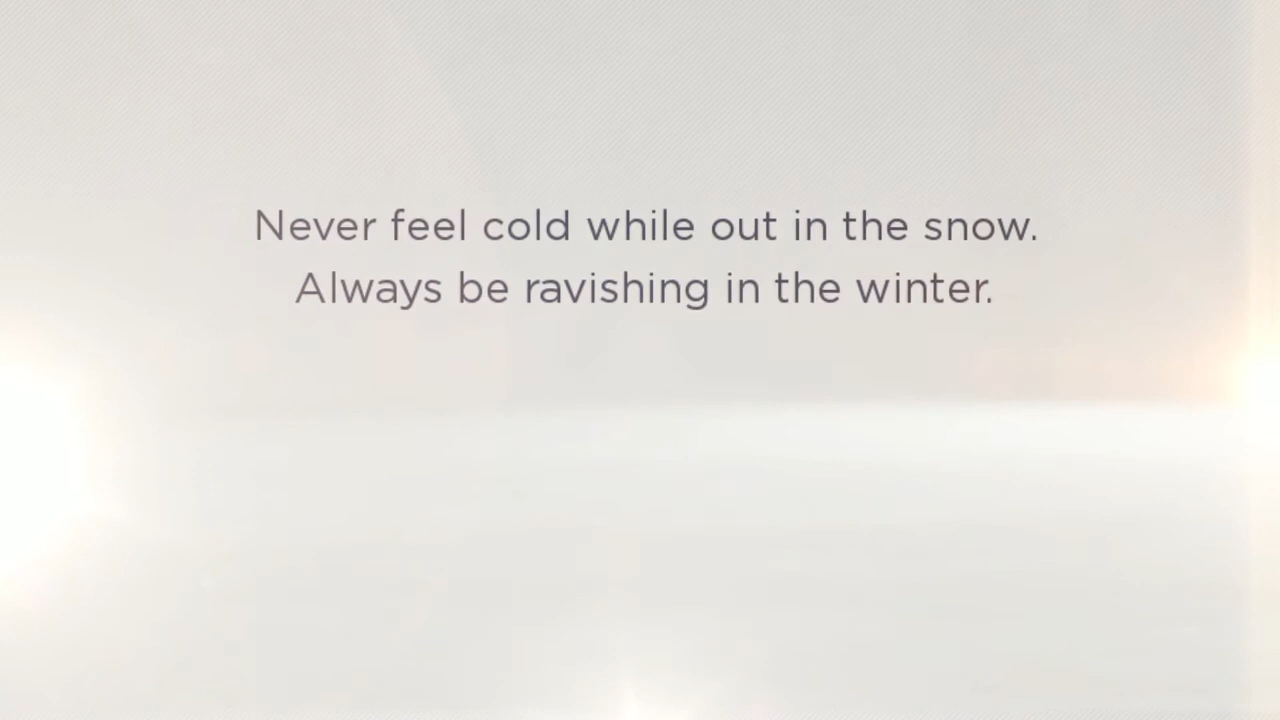 Never feel cold while out in the snow.
Always be ravishing in the winter.